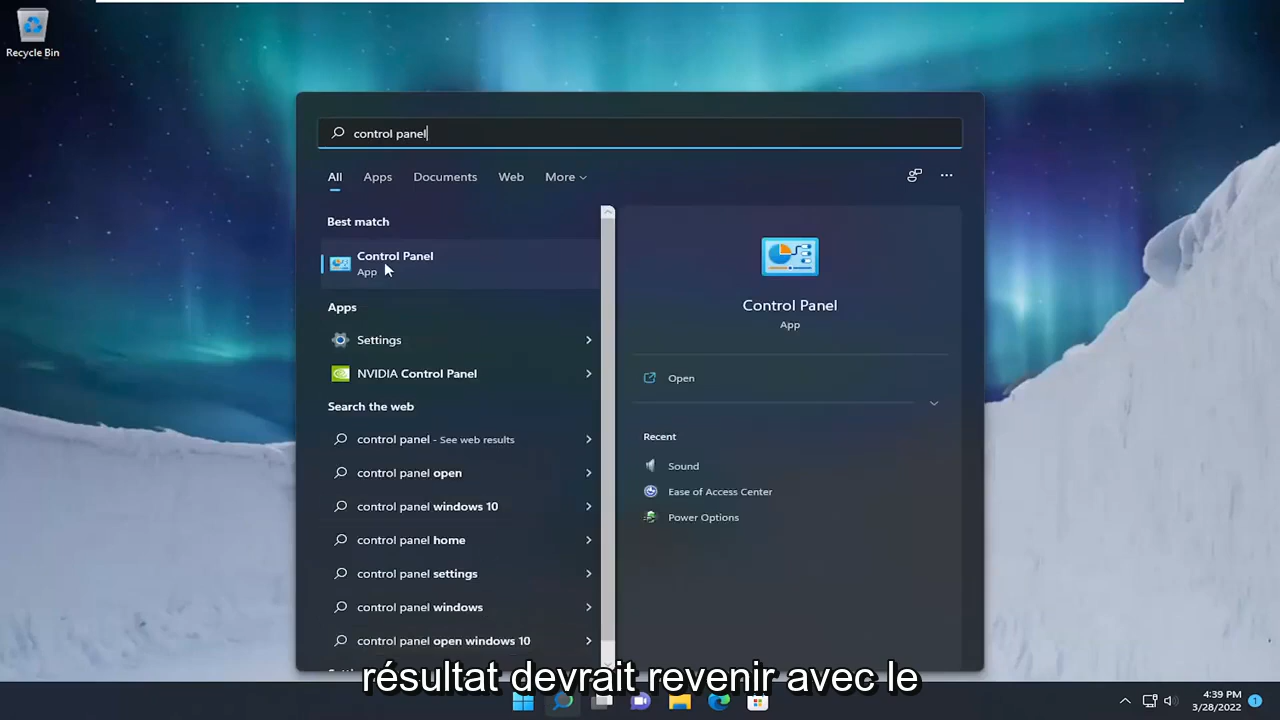 Recycle Bin
control panel
All
Apps
Documents
Web
More
Best match
Control Panel
App
Apps
Settings
NVIDIA Control Panel
Search the web
control panel - See web results
control panel open
control panel windows 10
control panel home
control panel settings
control panel windows
control panel open windows 10
Control Panel
App
Open
Recent
Sound
Ease of Access Center
Power Options
résultat devrait revenir avec le
4:39 PM
3/28/2022
1